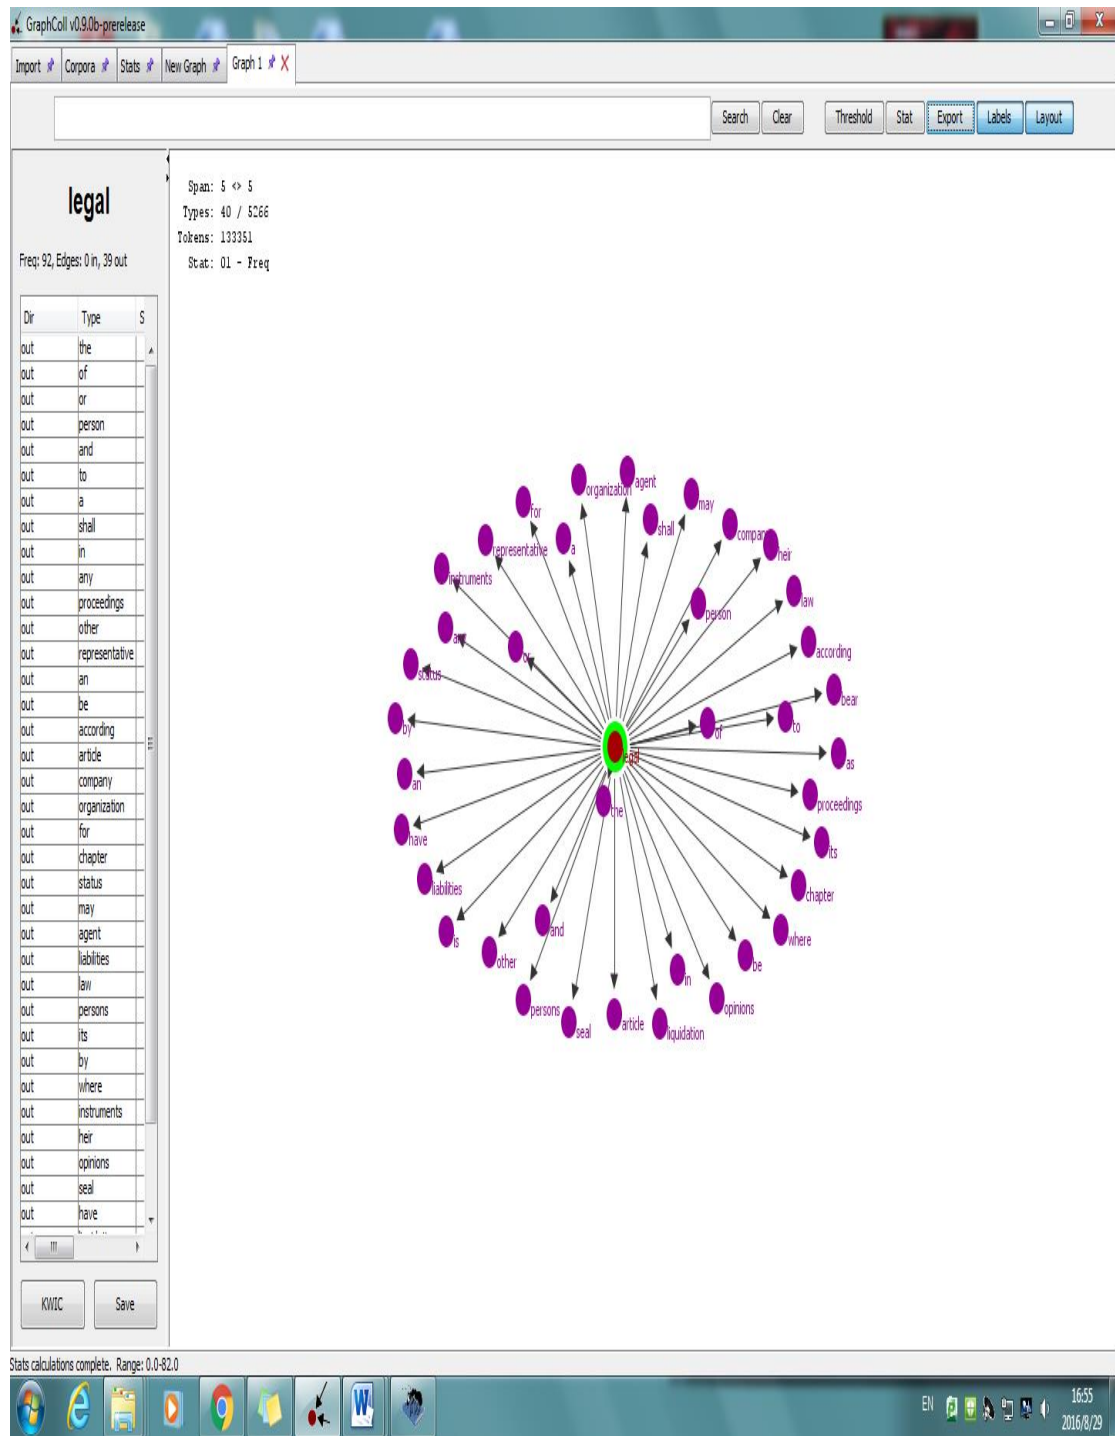 GraphColl v0.9.0b-prerelease
Import Corpora Stats New Graph Graph 1
Search Clear Threshold Stat Export Labels Layout
legal
Freq: 92, Edges: 0 in, 39 out
Dir Type S
out the
out of
out or
out person
out and
out to
out a
out shall
out in
out any
out proceedings
out other
out representative
out an
out be
out according
out article
out company
out organization
out for
out chapter
out status
out may
out agent
out liabilities
out law
out persons
out its
out by
out where
out instruments
out heir
out opinions
out seal
out have
KWIC Save
Span: 5 <> 5
Types: 40 / 5266
Tokens: 133351
Stat: 01 - Freq
agent
organization
may
for
shall
company
representative
a
heir
instruments
law
person
any
or
according
status
bear
by
of
to
legal
as
an
proceedings
the
have
its
liabilities
chapter
and
is
where
other
be
in
persons
opinions
seal
article
liquidation
Stats calculations complete. Range: 0.0-82.0
EN
16:55
2016/8/29